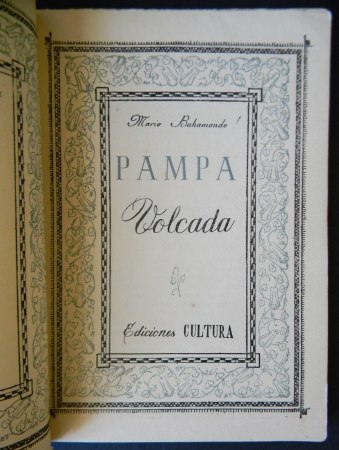 Mario Bahamonde
PAMPA
Volcada
Ediciones CULTURA